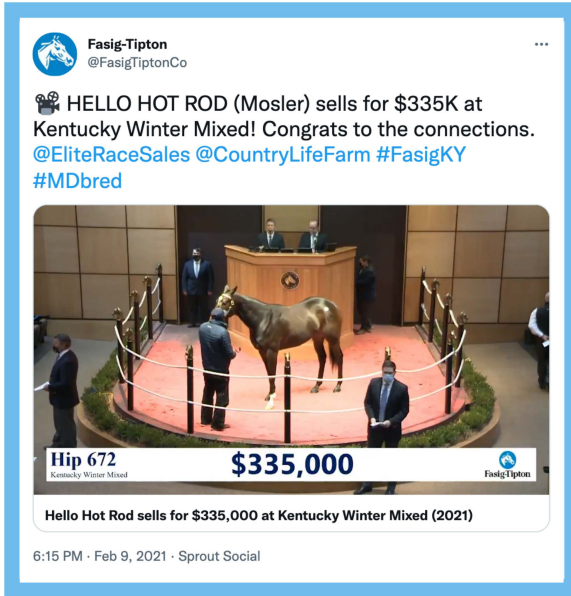 Fasig-Tipton
@FasigTiptonCo
HELLO HOT ROD (Mosler) sells for $335K at
Kentucky Winter Mixed! Congrats to the connections.
@EliteRaceSales @CountryLifeFarm #FasigKY
#MDbred
Hip 672
Kentucky Winter Mixed
$335,000
Fasig-Tipton
Hello Hot Rod sells for $335,000 at Kentucky Winter Mixed (2021)
6:15 PM · Feb 9, 2021 · Sprout Social